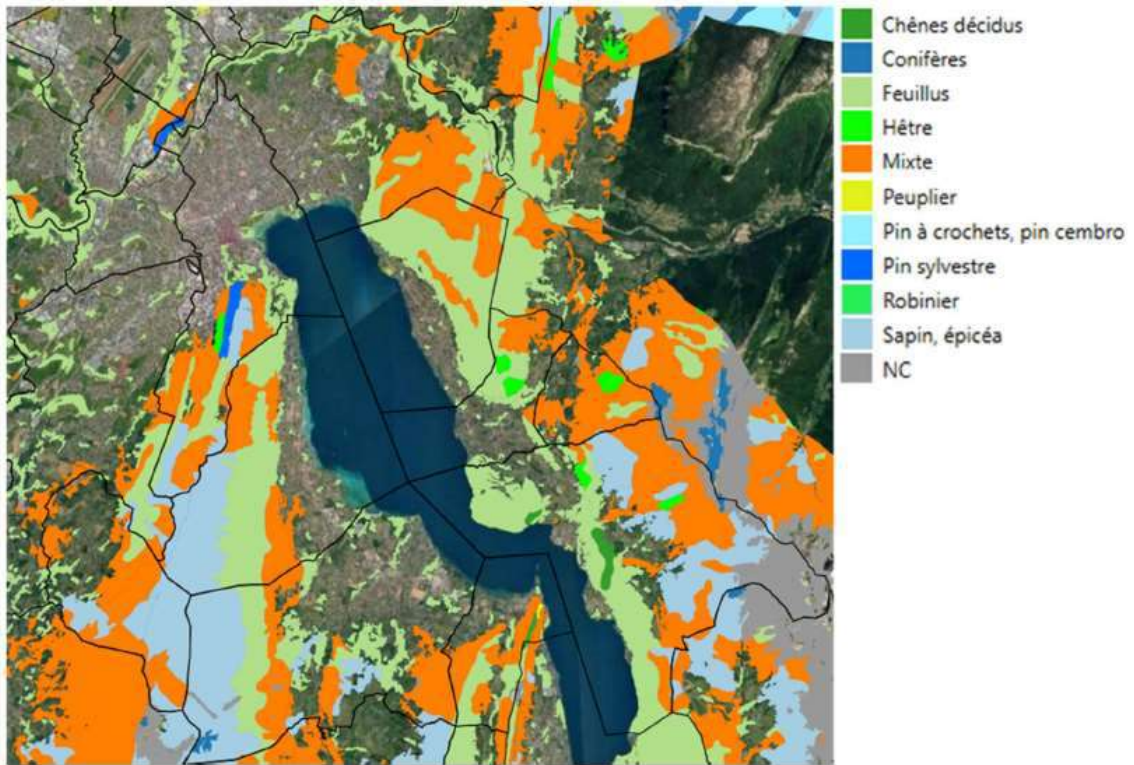 Chênes décidus
Conifères
Feuillus
Hêtre
Mixte
Peuplier
Pin à crochets, pin cembro
Pin sylvestre
Robinier
Sapin, épicéa
NC